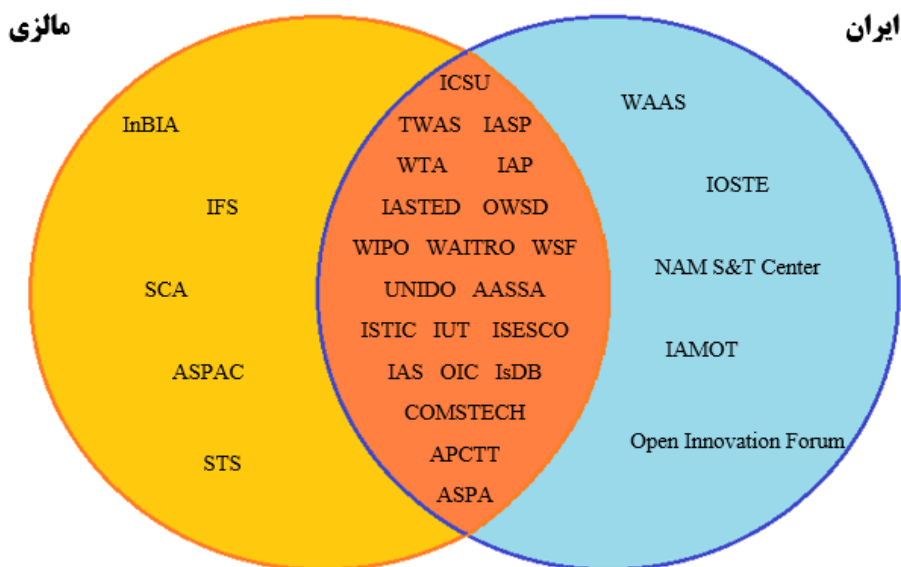 مالزی
ایران
InBIA
IFS
SCA
ASPAC
STS
ICSU
TWAS IASP
WTA IAP
IASTED OWSD
WIPO WAITRO WSF
UNIDO AASSA
ISTIC IUT ISESCO
IAS OIC IsDB
COMSTECH
APCTT
ASPA
WAAS
IOSTE
NAM S&T Center
IAMOT
Open Innovation Forum